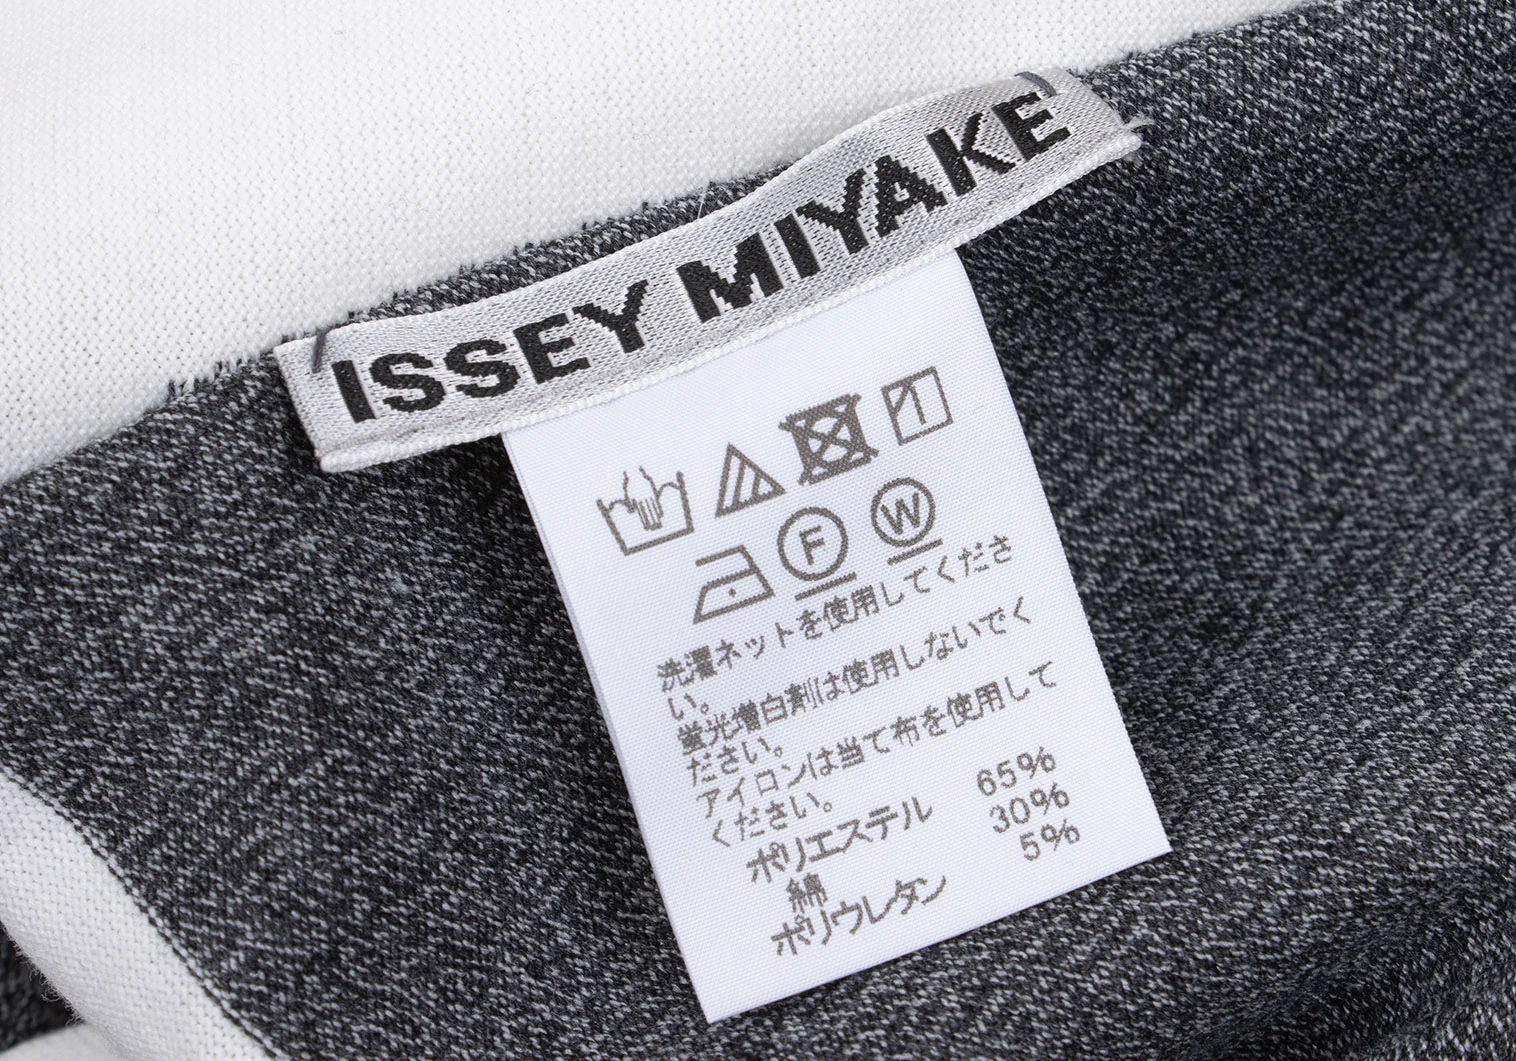 ISSEY MIYAKE
F W
洗濯ネットを使用してくださ
い。
蛍光増白剤は使用しないでく
ださい。
アイロンは当て布を使用して
ください。
ポリエステル 65%
綿 30%
ポリウレタン 5%